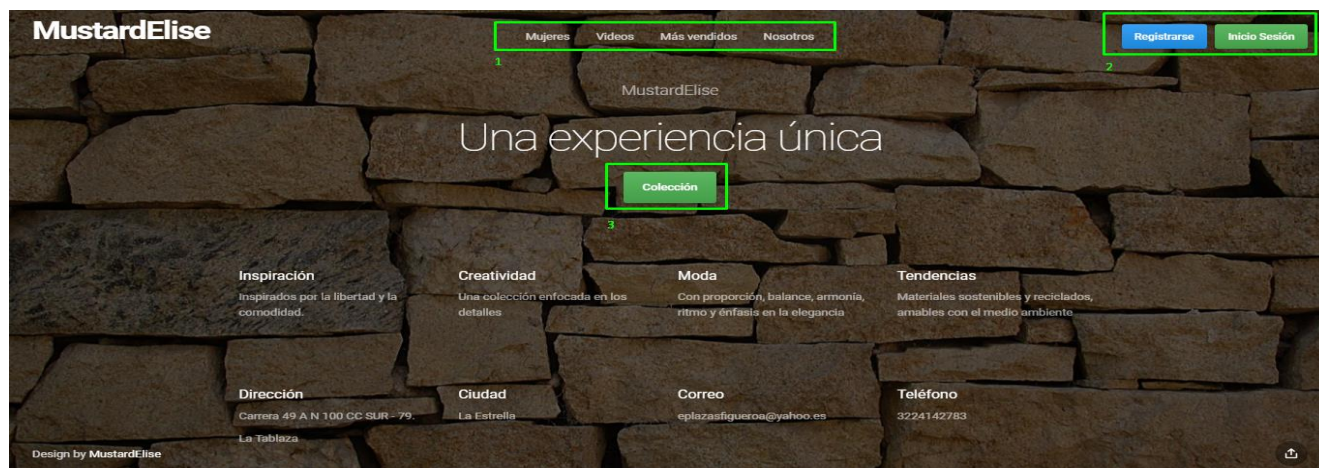 MustardElise
Mujeres Videos Más vendidos Nosotros
Registrarse Inicio Sesión
1
2
MustardElise
Una experiencia única
Colección
3
Inspiración
Inspirados por la libertad y la
comodidad.
Creatividad
Una colección enfocada en los
detalles
Moda
Con proporción, balance, armonía,
ritmo y énfasis en la elegancia
Tendencias
Materiales sostenibles y reciclados,
amables con el medio ambiente
Dirección
Carrera 49 A N 100 CC SUR - 79.
La Tablaza
Ciudad
La Estrella
Correo
eplazasfigueroa@yahoo.es
Teléfono
3224142783
Design by MustardElise